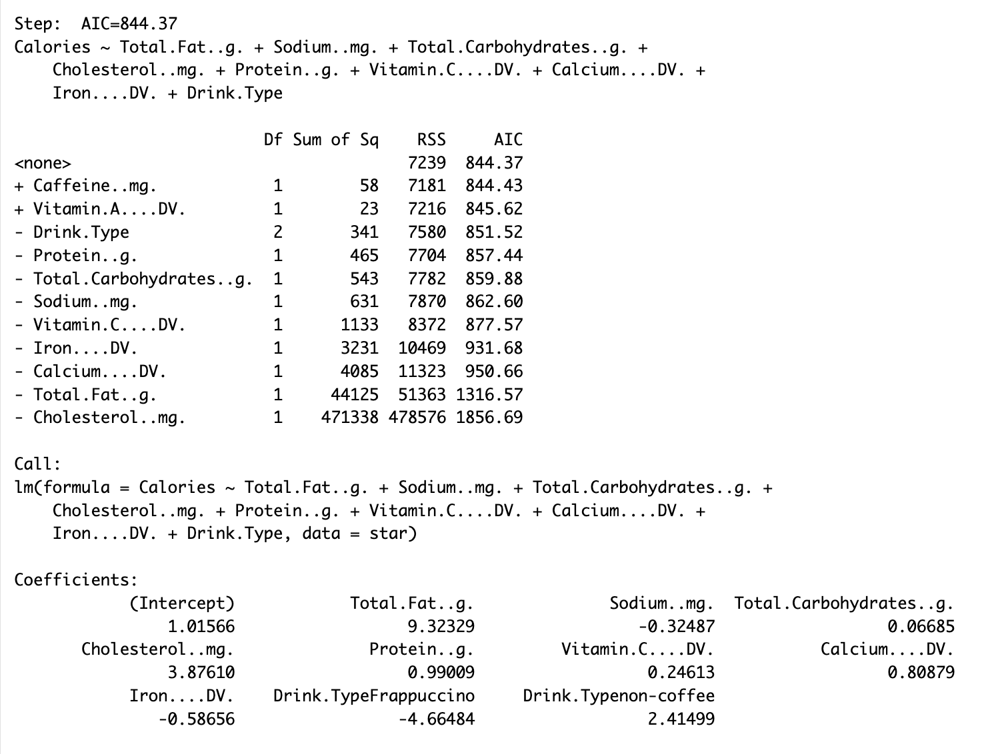 Step:  AIC=844.37
Calories ~ Total.Fat..g. + Sodium..mg. + Total.Carbohydrates..g. +
    Cholesterol..mg. + Protein..g. + Vitamin.C....DV. + Calcium....DV. +
    Iron....DV. + Drink.Type

                          Df Sum of Sq    RSS     AIC
<none>                                   7239  844.37
+ Caffeine..mg.            1        58   7181  844.43
+ Vitamin.A....DV.         1        23   7216  845.62
- Drink.Type               2       341   7580  851.52
- Protein..g.              1       465   7704  857.44
- Total.Carbohydrates..g.  1       543   7782  859.88
- Sodium..mg.              1       631   7870  862.60
- Vitamin.C....DV.         1      1133   8372  877.57
- Iron....DV.              1      3231  10469  931.68
- Calcium....DV.           1      4085  11323  950.66
- Total.Fat..g.            1     44125  51363 1316.57
- Cholesterol..mg.         1    471338 478576 1856.69

Call:
lm(formula = Calories ~ Total.Fat..g. + Sodium..mg. + Total.Carbohydrates..g. +
    Cholesterol..mg. + Protein..g. + Vitamin.C....DV. + Calcium....DV. +
    Iron....DV. + Drink.Type, data = star)

Coefficients:
            (Intercept)            Total.Fat..g.              Sodium..mg.  Total.Carbohydrates..g.
                1.01566                  9.32329                 -0.32487                  0.06685
       Cholesterol..mg.              Protein..g.         Vitamin.C....DV.           Calcium....DV.
                3.87610                  0.99009                  0.24613                  0.80879
            Iron....DV.    Drink.TypeFrappuccino     Drink.Typenon-coffee
               -0.58656                 -4.66484                  2.41499